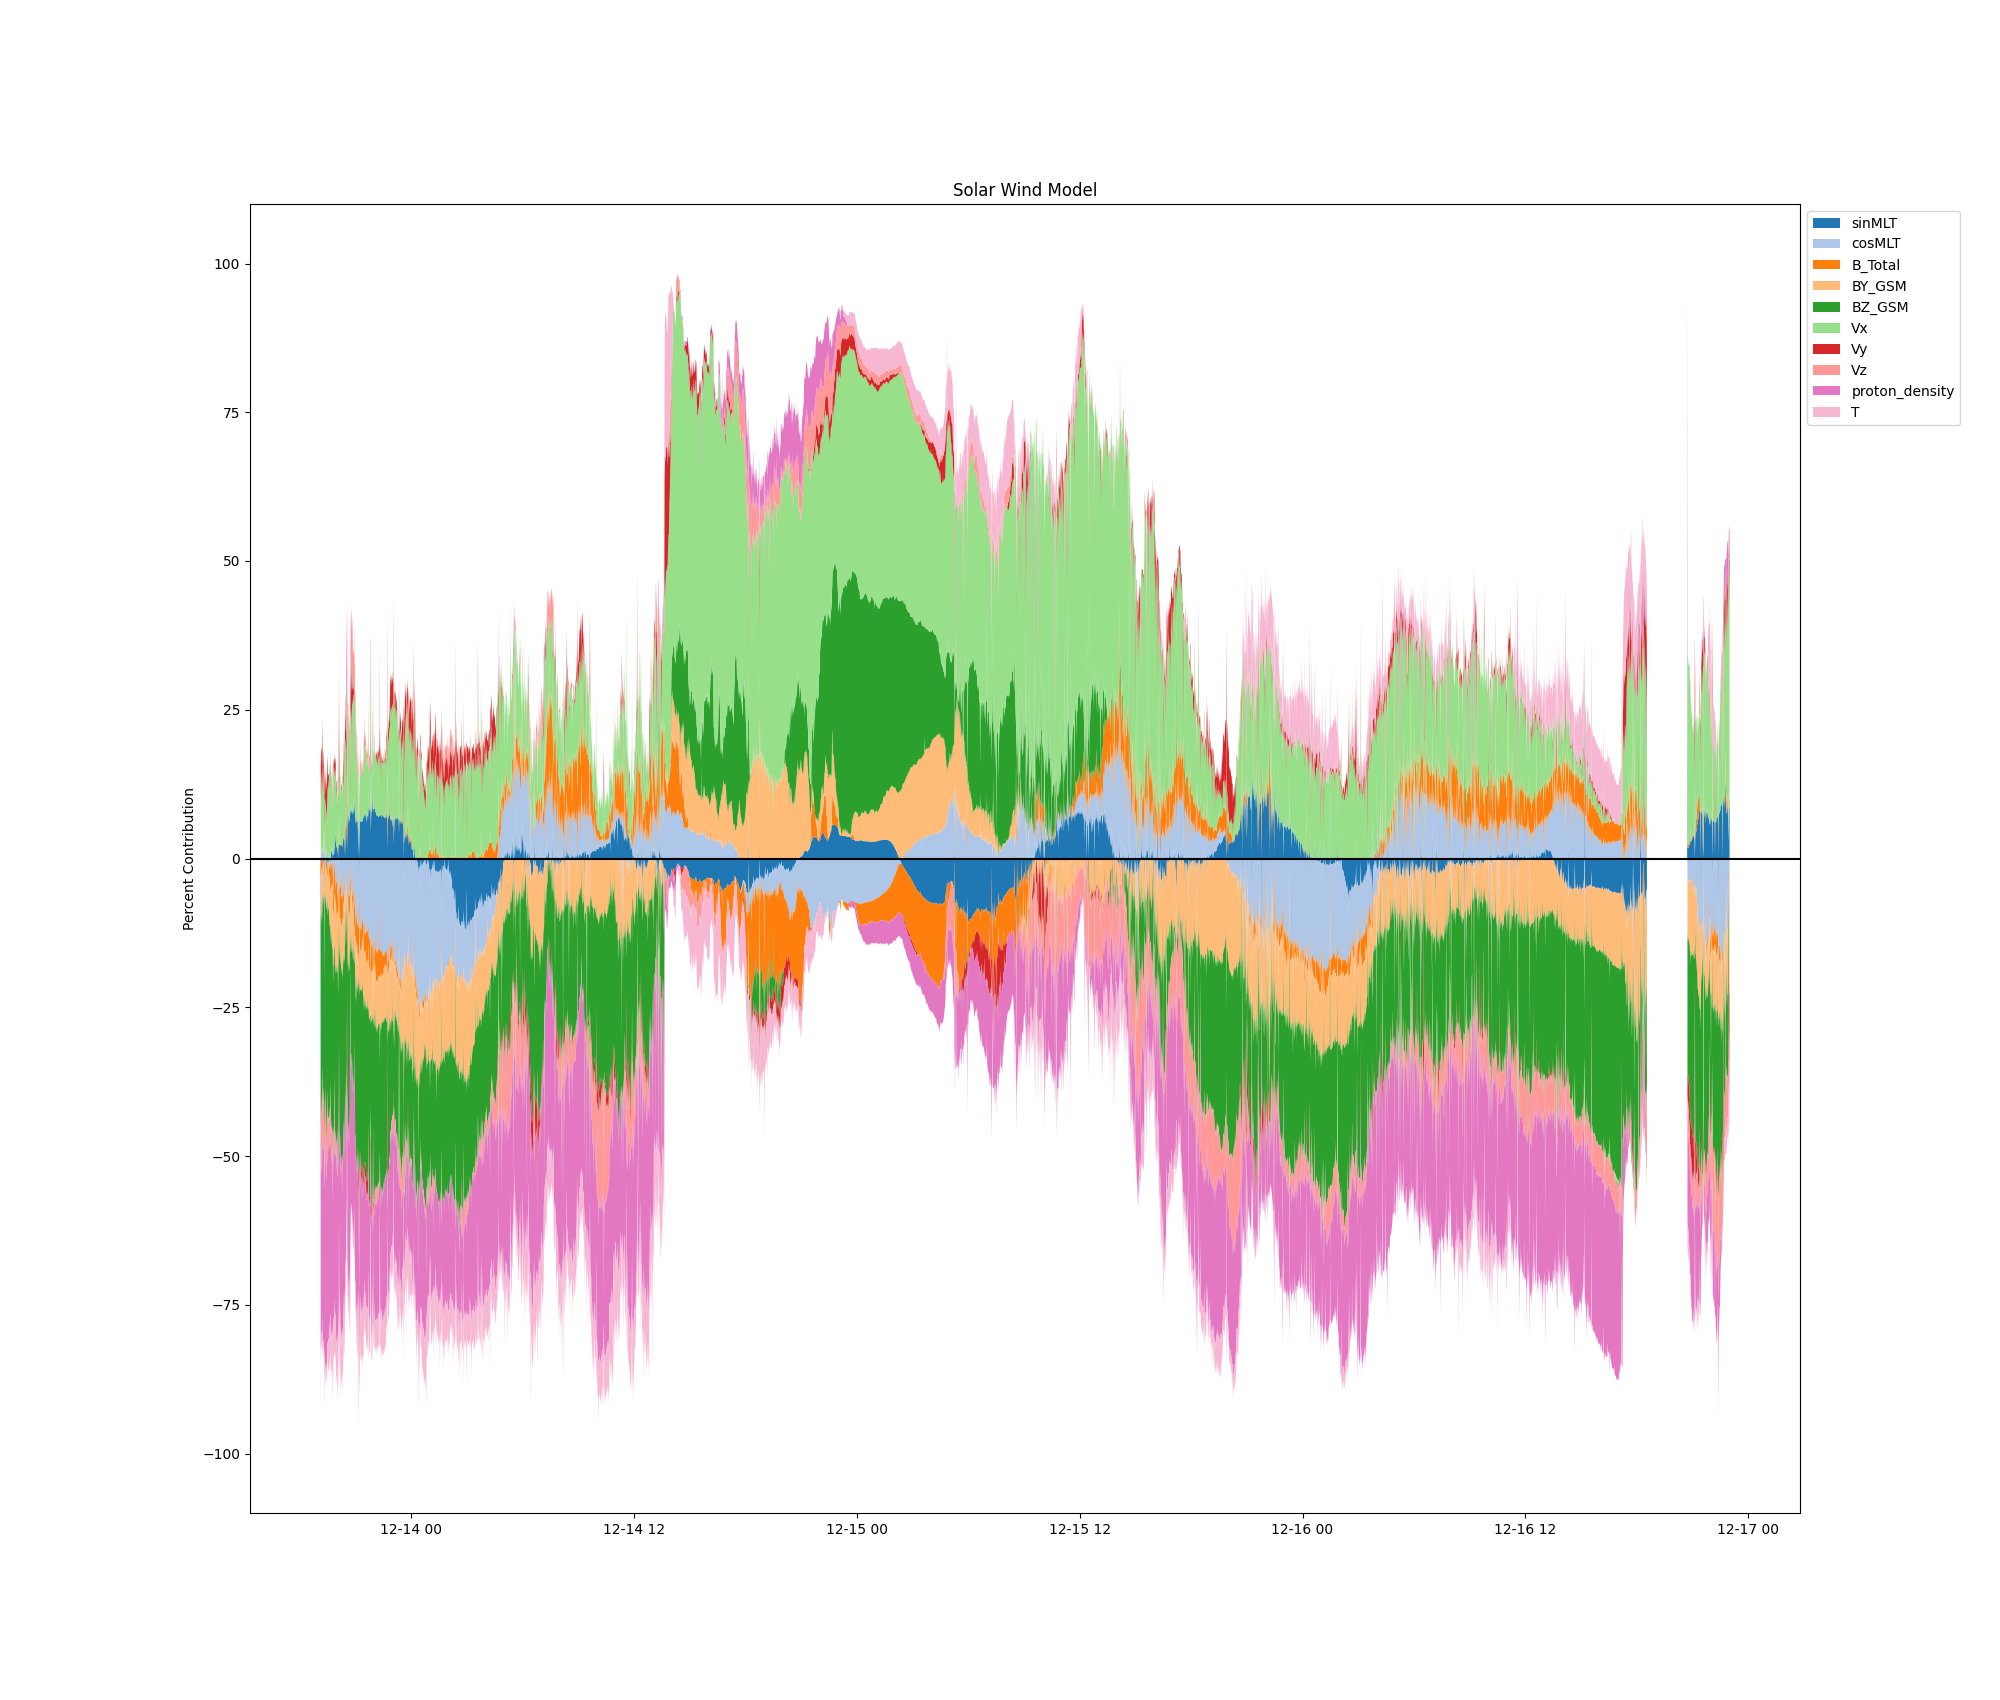 Solar Wind Model
sinMLT
cosMLT
B_Total
BY_GSM
BZ_GSM
Vx
Vy
Vz
proton_density
T
Percent Contribution
100
75
50
25
0
−25
−50
−75
−100
12-14 00
12-14 12
12-15 00
12-15 12
12-16 00
12-16 12
12-17 00